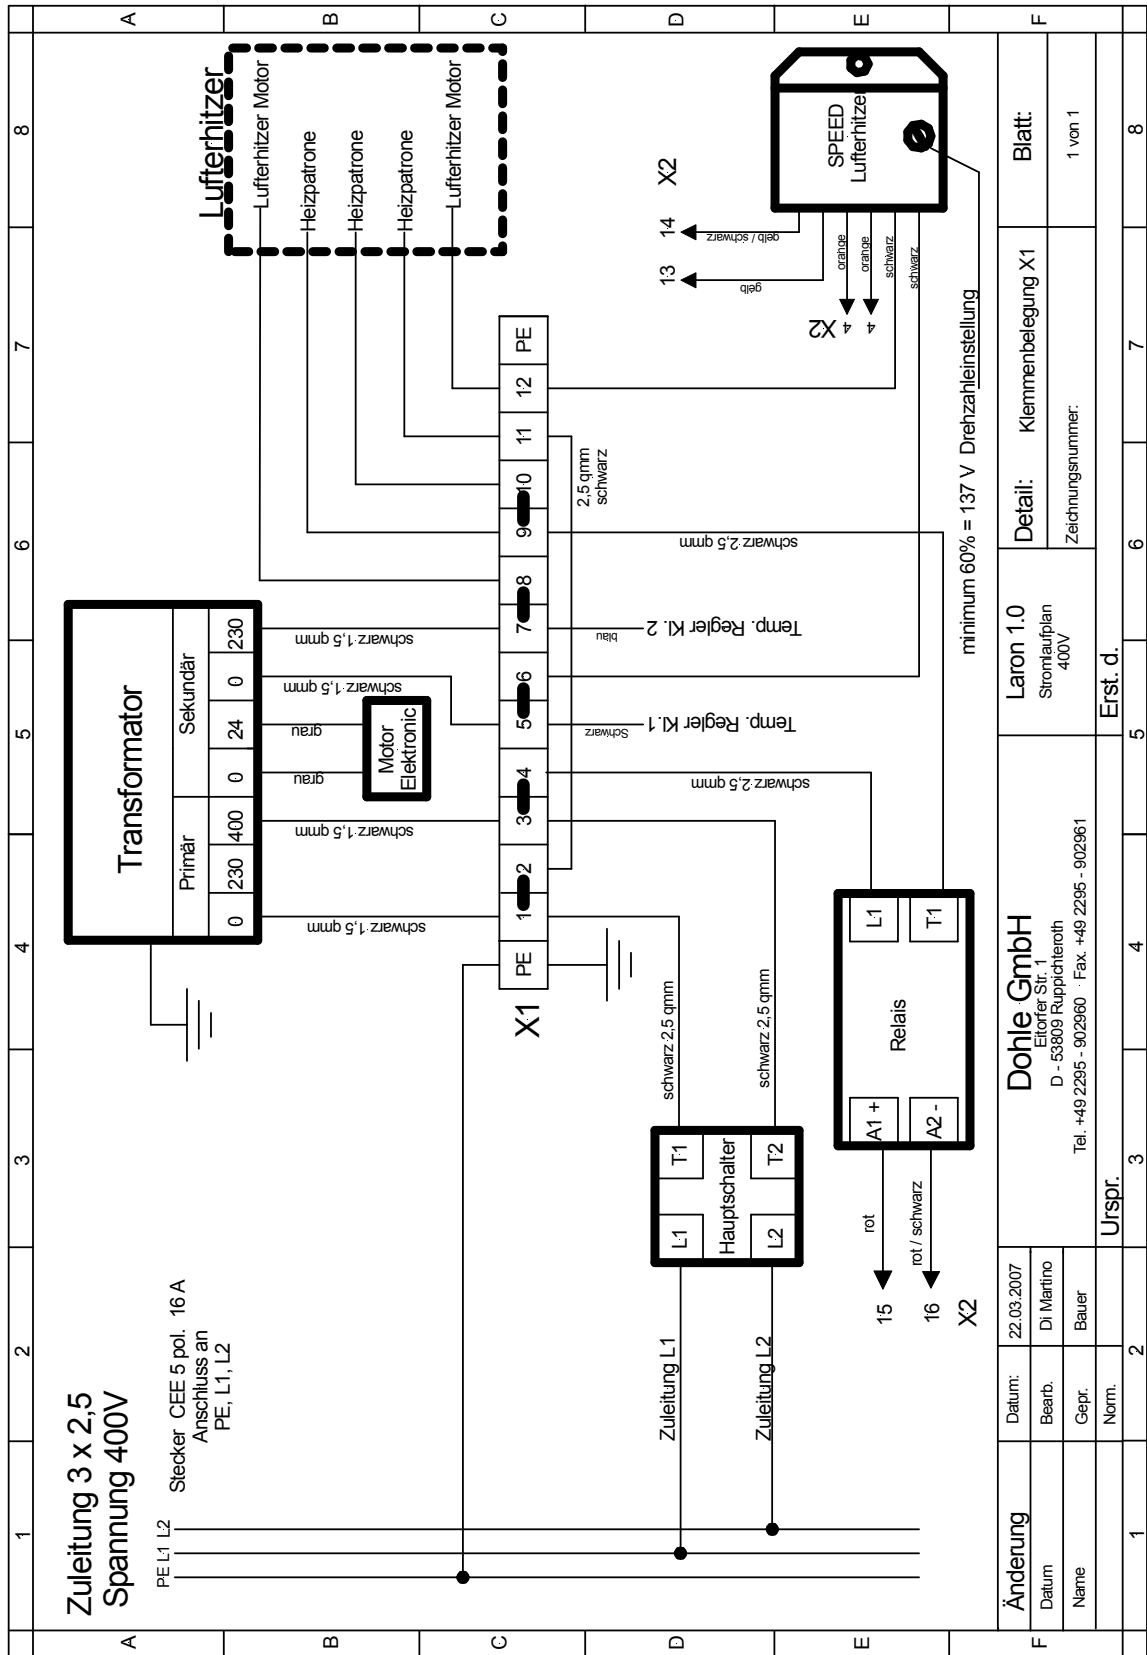 1 2 3 4 5 6 7 8
A
B
C
D
E
F
A
B
C
D
E
F
Zuleitung 3 x 2,5
Spannung 400V
Stecker CEE 5 pol. 16 A
Anschluss an
PE, L1, L2
PE L1 L2
Transformator
Primär
Sekundär
0 230 400 0 24 0 230
schwarz 1,5 qmm
schwarz 1,5 qmm
grau
grau
schwarz 1,5 qmm
schwarz 1,5 qmm
Motor
Elektronic
Lufterhitzer
Lufterhitzer Motor
Heizpatrone
Heizpatrone
Heizpatrone
Lufterhitzer Motor
X1
PE 1 2 3 4 5 6 7 8 9 10 11 12 PE
2,5 qmm
schwarz
schwarz 2,5 qmm
schwarz 2,5 qmm
schwarz 2,5 qmm
schwarz 2,5 qmm
Schwarz
Temp. Regler Kl.1
blau
Temp. Regler Kl. 2
Zuleitung L1
Zuleitung L2
L1 T1
Hauptschalter
L2 T2
15
16
X2
rot
rot / schwarz
A1 +
A2 -
Relais
L1
T1
13
14
X2
gelb
gelb / schwarz
4
4
X2
orange
orange
schwarz
schwarz
SPEED
Lufterhitzer
minimum 60% = 137 V Drehzahleinstellung
Änderung
Datum
Name
Datum: 22.03.2007
Bearb. Di Martino
Gepr. Bauer
Norm.
Dohle GmbH
Eitorfer Str. 1
D - 53809 Ruppichteroth
Tel. +49 2295 - 902960 Fax. +49 2295 - 902961
Urspr.
Laron 1.0
Stromlaufplan
400V
Erst. d.
Detail: Klemmenbelegung X1
Zeichnungsnummer:
Blatt:
1 von 1
1 2 3 4 5 6 7 8